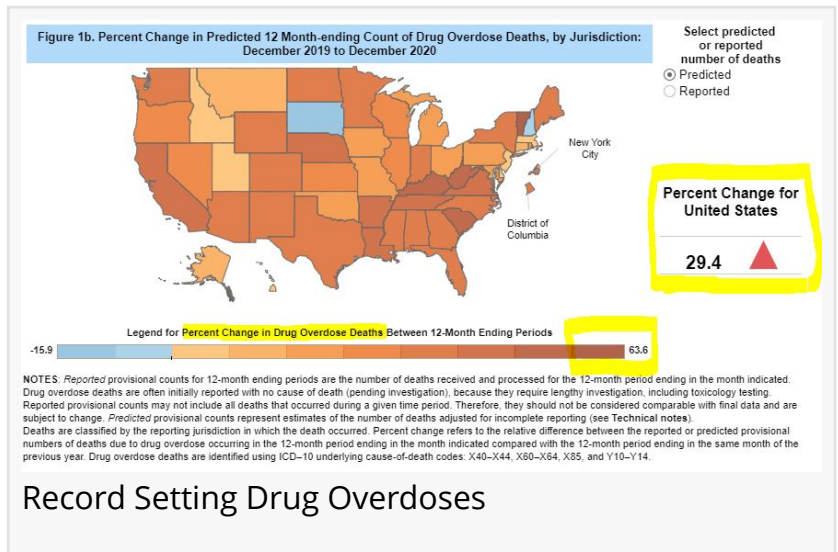 Figure 1b. Percent Change in Predicted 12 Month-ending Count of Drug Overdose Deaths, by Jurisdiction:
December 2019 to December 2020
Select predicted
or reported
number of deaths
Predicted
Reported
New York
City
District of
Columbia
Percent Change for
United States
29.4
Legend for Percent Change in Drug Overdose Deaths Between 12-Month Ending Periods
-15.9
63.6
NOTES: Reported provisional counts for 12-month ending periods are the number of deaths received and processed for the 12-month period ending in the month indicated.
Drug overdose deaths are often initially reported with no cause of death (pending investigation), because they require lengthy investigation, including toxicology testing.
Reported provisional counts may not include all deaths that occurred during a given time period. Therefore, they should not be considered comparable with final data and are
subject to change. Predicted provisional counts represent estimates of the number of deaths adjusted for incomplete reporting (see Technical notes).
Deaths are classified by the reporting jurisdiction in which the death occurred. Percent change refers to the relative difference between the reported or predicted provisional
numbers of deaths due to drug overdose occurring in the 12-month period ending in the month indicated compared with the 12-month period ending in the same month of the
previous year. Drug overdose deaths are identified using ICD–10 underlying cause-of-death codes: X40–X44, X60–X64, X85, and Y10–Y14.
Record Setting Drug Overdoses